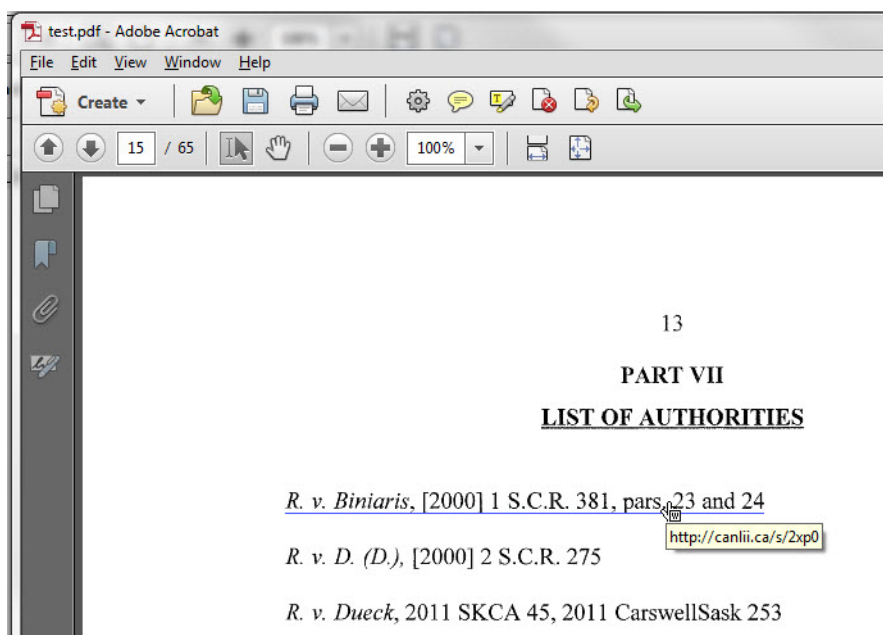 test.pdf - Adobe Acrobat
File Edit View Window Help
Create
15 / 65 100%
13
PART VII
LIST OF AUTHORITIES
R. v. Biniaris, [2000] 1 S.C.R. 381, pars. 23 and 24
http://canlii.ca/s/2xp0
R. v. D. (D.), [2000] 2 S.C.R. 275
R. v. Dueck, 2011 SKCA 45, 2011 CarswellSask 253